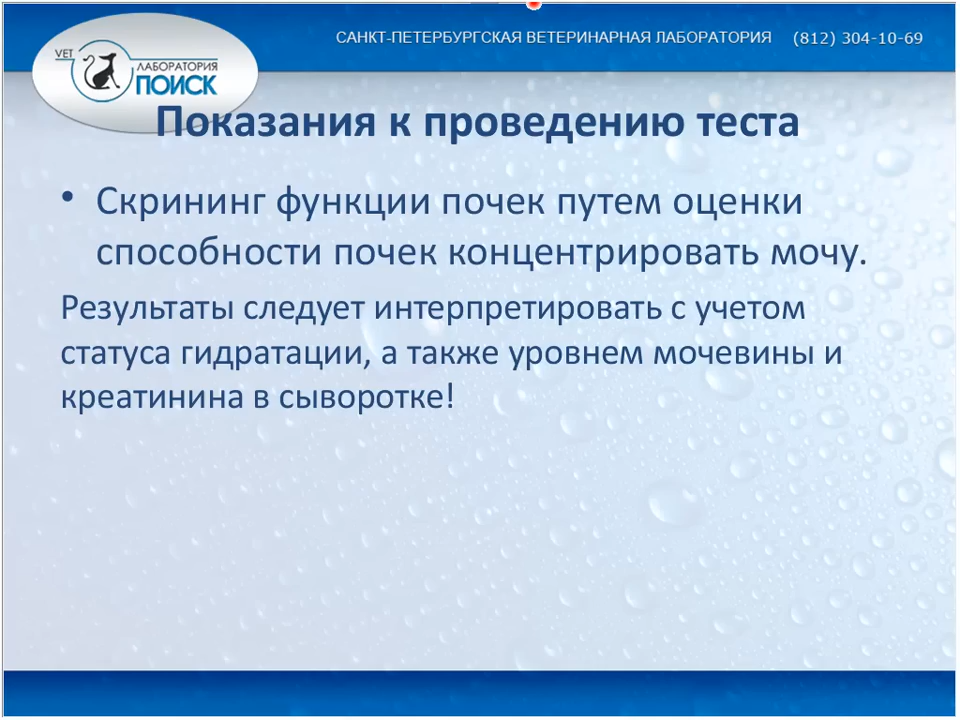 САНКТ-ПЕТЕРБУРГСКАЯ ВЕТЕРИНАРНАЯ ЛАБОРАТОРИЯ (812) 304-10-69
VET
ЛАБОРАТОРИЯ
ПОИСК
Показания к проведению теста
• Скрининг функции почек путем оценки
способности почек концентрировать мочу.
Результаты следует интерпретировать с учетом
статуса гидратации, а также уровнем мочевины и
креатинина в сыворотке!